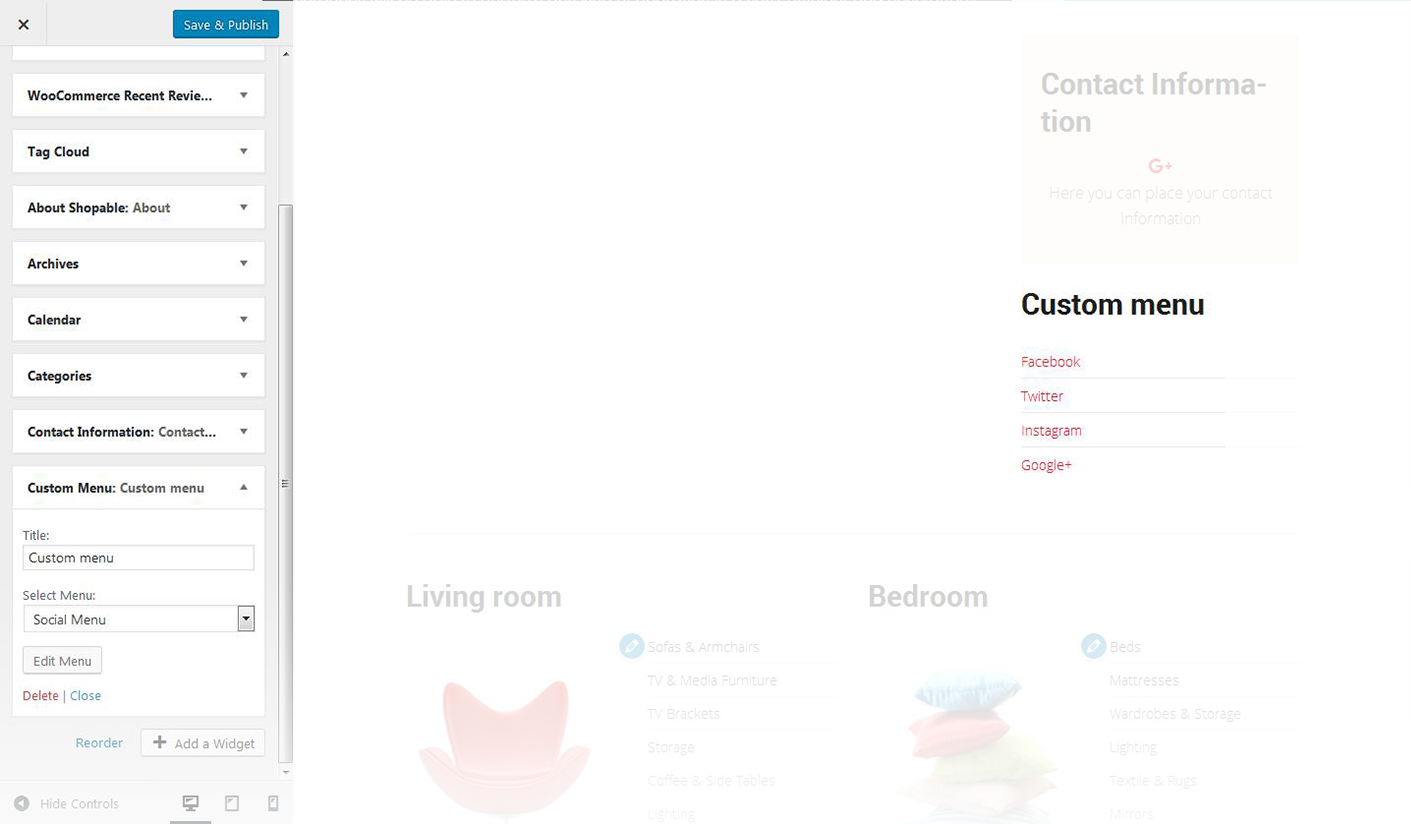 Save & Publish
WooCommerce Recent Revie...
Tag Cloud
About Shopable: About
Archives
Calendar
Categories
Contact Information: Contact...
Custom Menu: Custom menu
Title:
Custom menu
Select Menu:
Social Menu
Edit Menu
Delete | Close
Reorder
Add a Widget
Hide Controls
Contact Informa-
tion
G+
Here you can place your contact
information
Custom menu
Facebook
Twitter
Instagram
Google+
Living room
Sofas & Armchairs
TV & Media Furniture
TV Brackets
Storage
Coffee & Side Tables
Lighting
Bedroom
Beds
Mattresses
Wardrobes & Storage
Lighting
Textile & Rugs
Mirrors